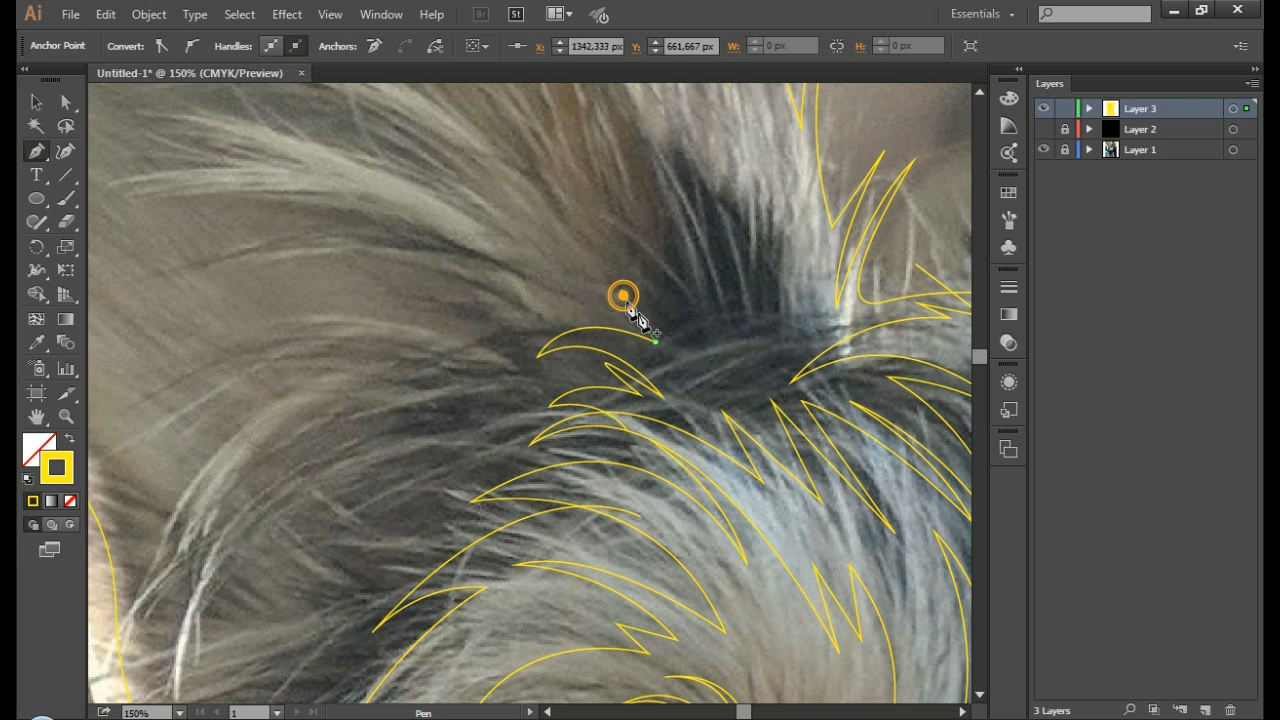 Ai File Edit Object Type Select Effect View Window Help Br St Essentials
Anchor Point Convert: Handles: Anchors: X: 1342,333 px Y: 661,667 px W: 0 px H: 0 px
Untitled-1* @ 150% (CMYK/Preview) ×
Layers
Layer 3
Layer 2
Layer 1
150% 1 Pen
3 Layers